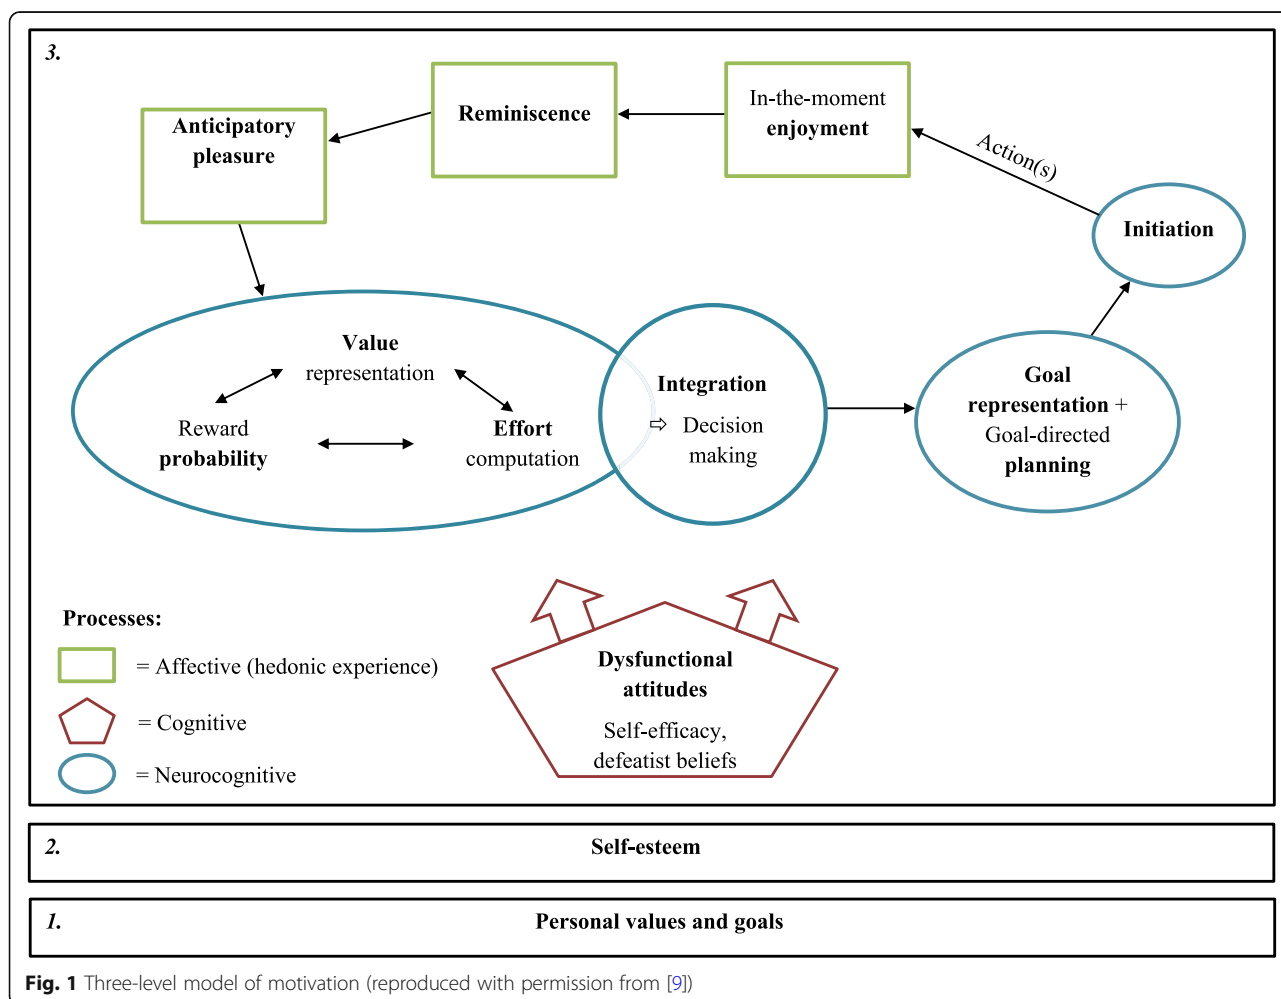 3.
Anticipatory
pleasure
Reminiscence
In-the-moment
enjoyment
Action(s)
Initiation
Value
representation
Reward
probability
Effort
computation
Integration
Decision
making
Goal
representation +
Goal-directed
planning
Processes:
= Affective (hedonic experience)
= Cognitive
= Neurocognitive
Dysfunctional
attitudes
Self-efficacy,
defeatist beliefs
2.
Self-esteem
1.
Personal values and goals
Fig. 1 Three-level model of motivation (reproduced with permission from [9])